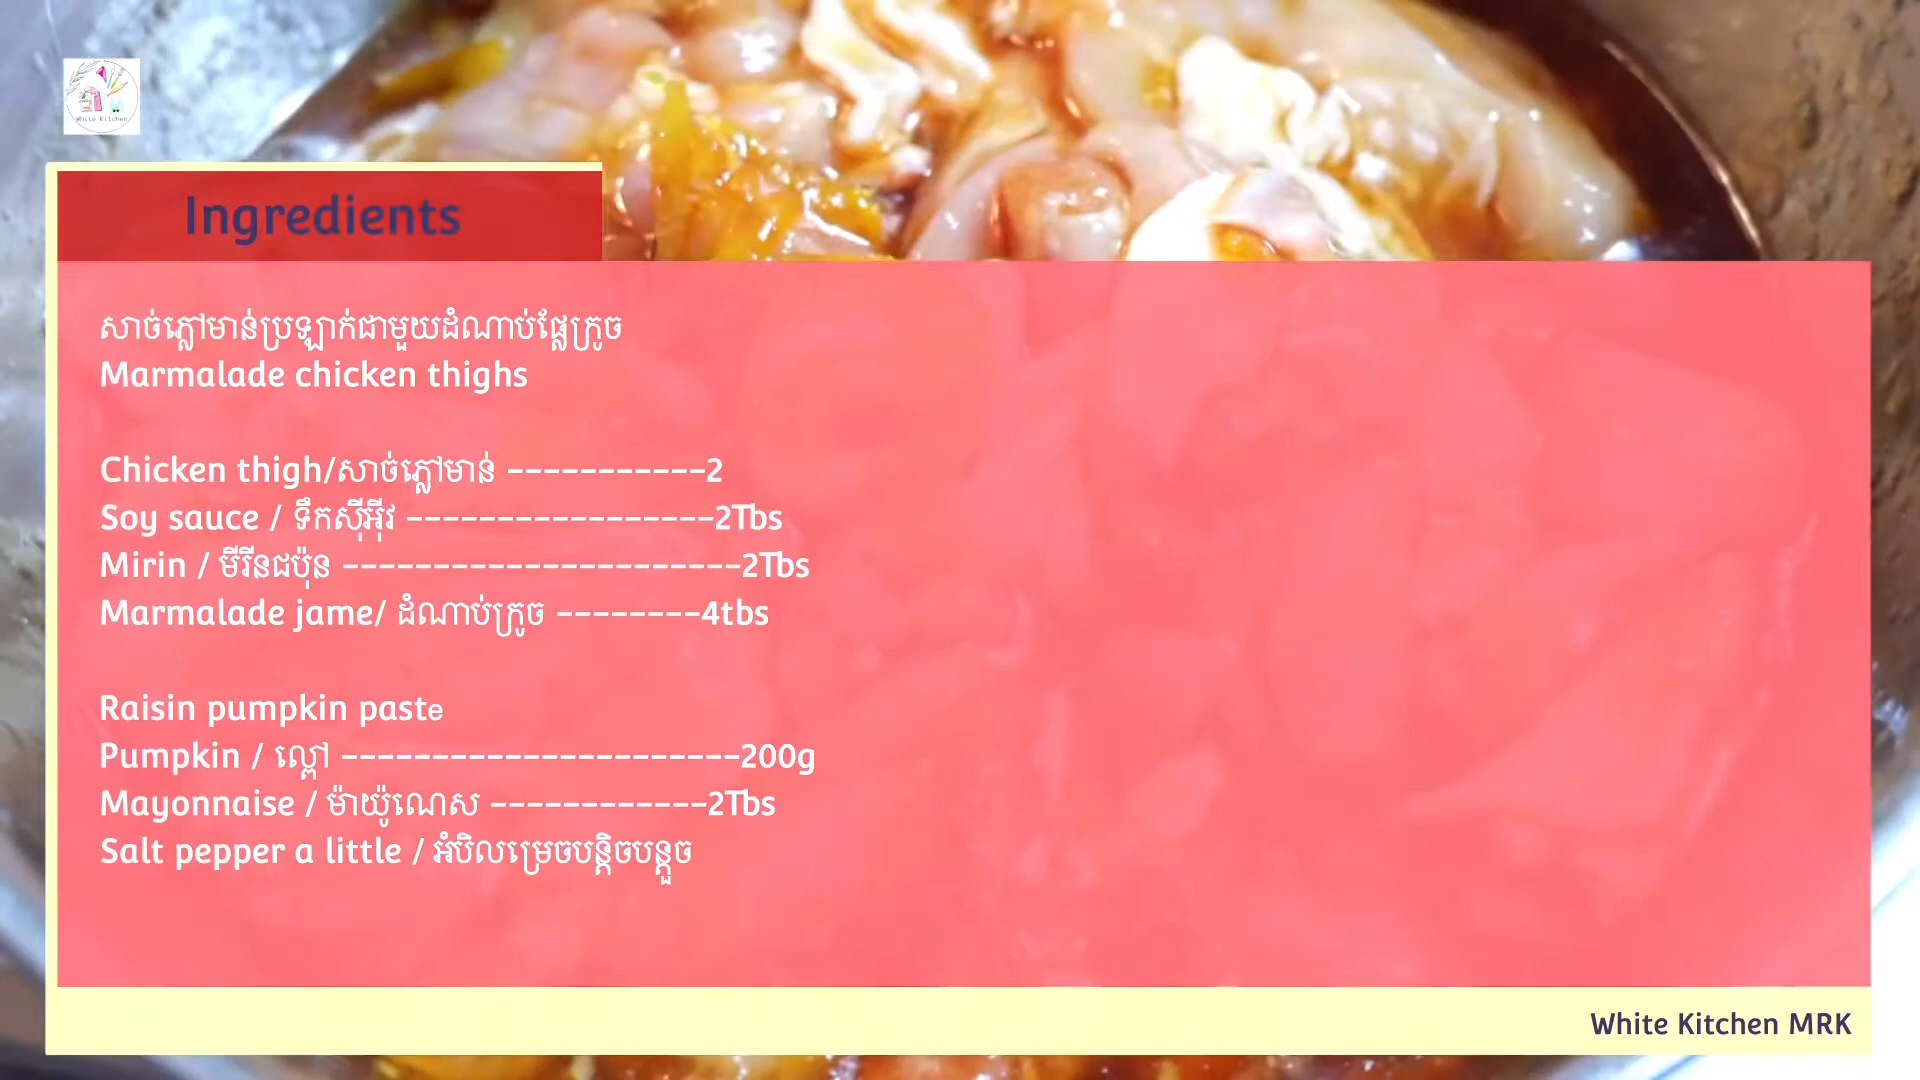 White Kitchen
Ingredients
សាច់ភ្លៅមាន់ប្រឡាក់ជាមួយដំណាប់ផ្លែក្រូច
Marmalade chicken thighs
Chicken thigh/សាច់ភ្លៅមាន់ -----------2
Soy sauce / ទឹកស៊ីអ៊ីវ -----------------2Tbs
Mirin / មីរីនជប៉ុន ----------------------2Tbs
Marmalade jame/ ដំណាប់ក្រូច --------4tbs
Raisin pumpkin paste
Pumpkin / ល្ពៅ ----------------------200g
Mayonnaise / ម៉ាយ៉ូណេស ------------2Tbs
Salt pepper a little / អំបិលម្រេចបន្តិចបន្តួច
White Kitchen MRK